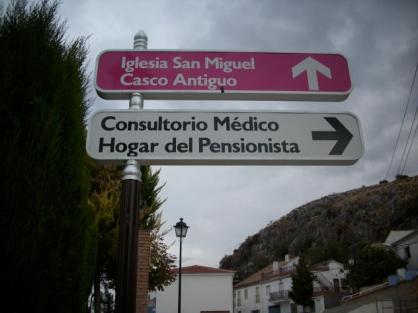 Iglesia San Miguel
Casco Antiguo
Consultorio Médico
Hogar del Pensionista